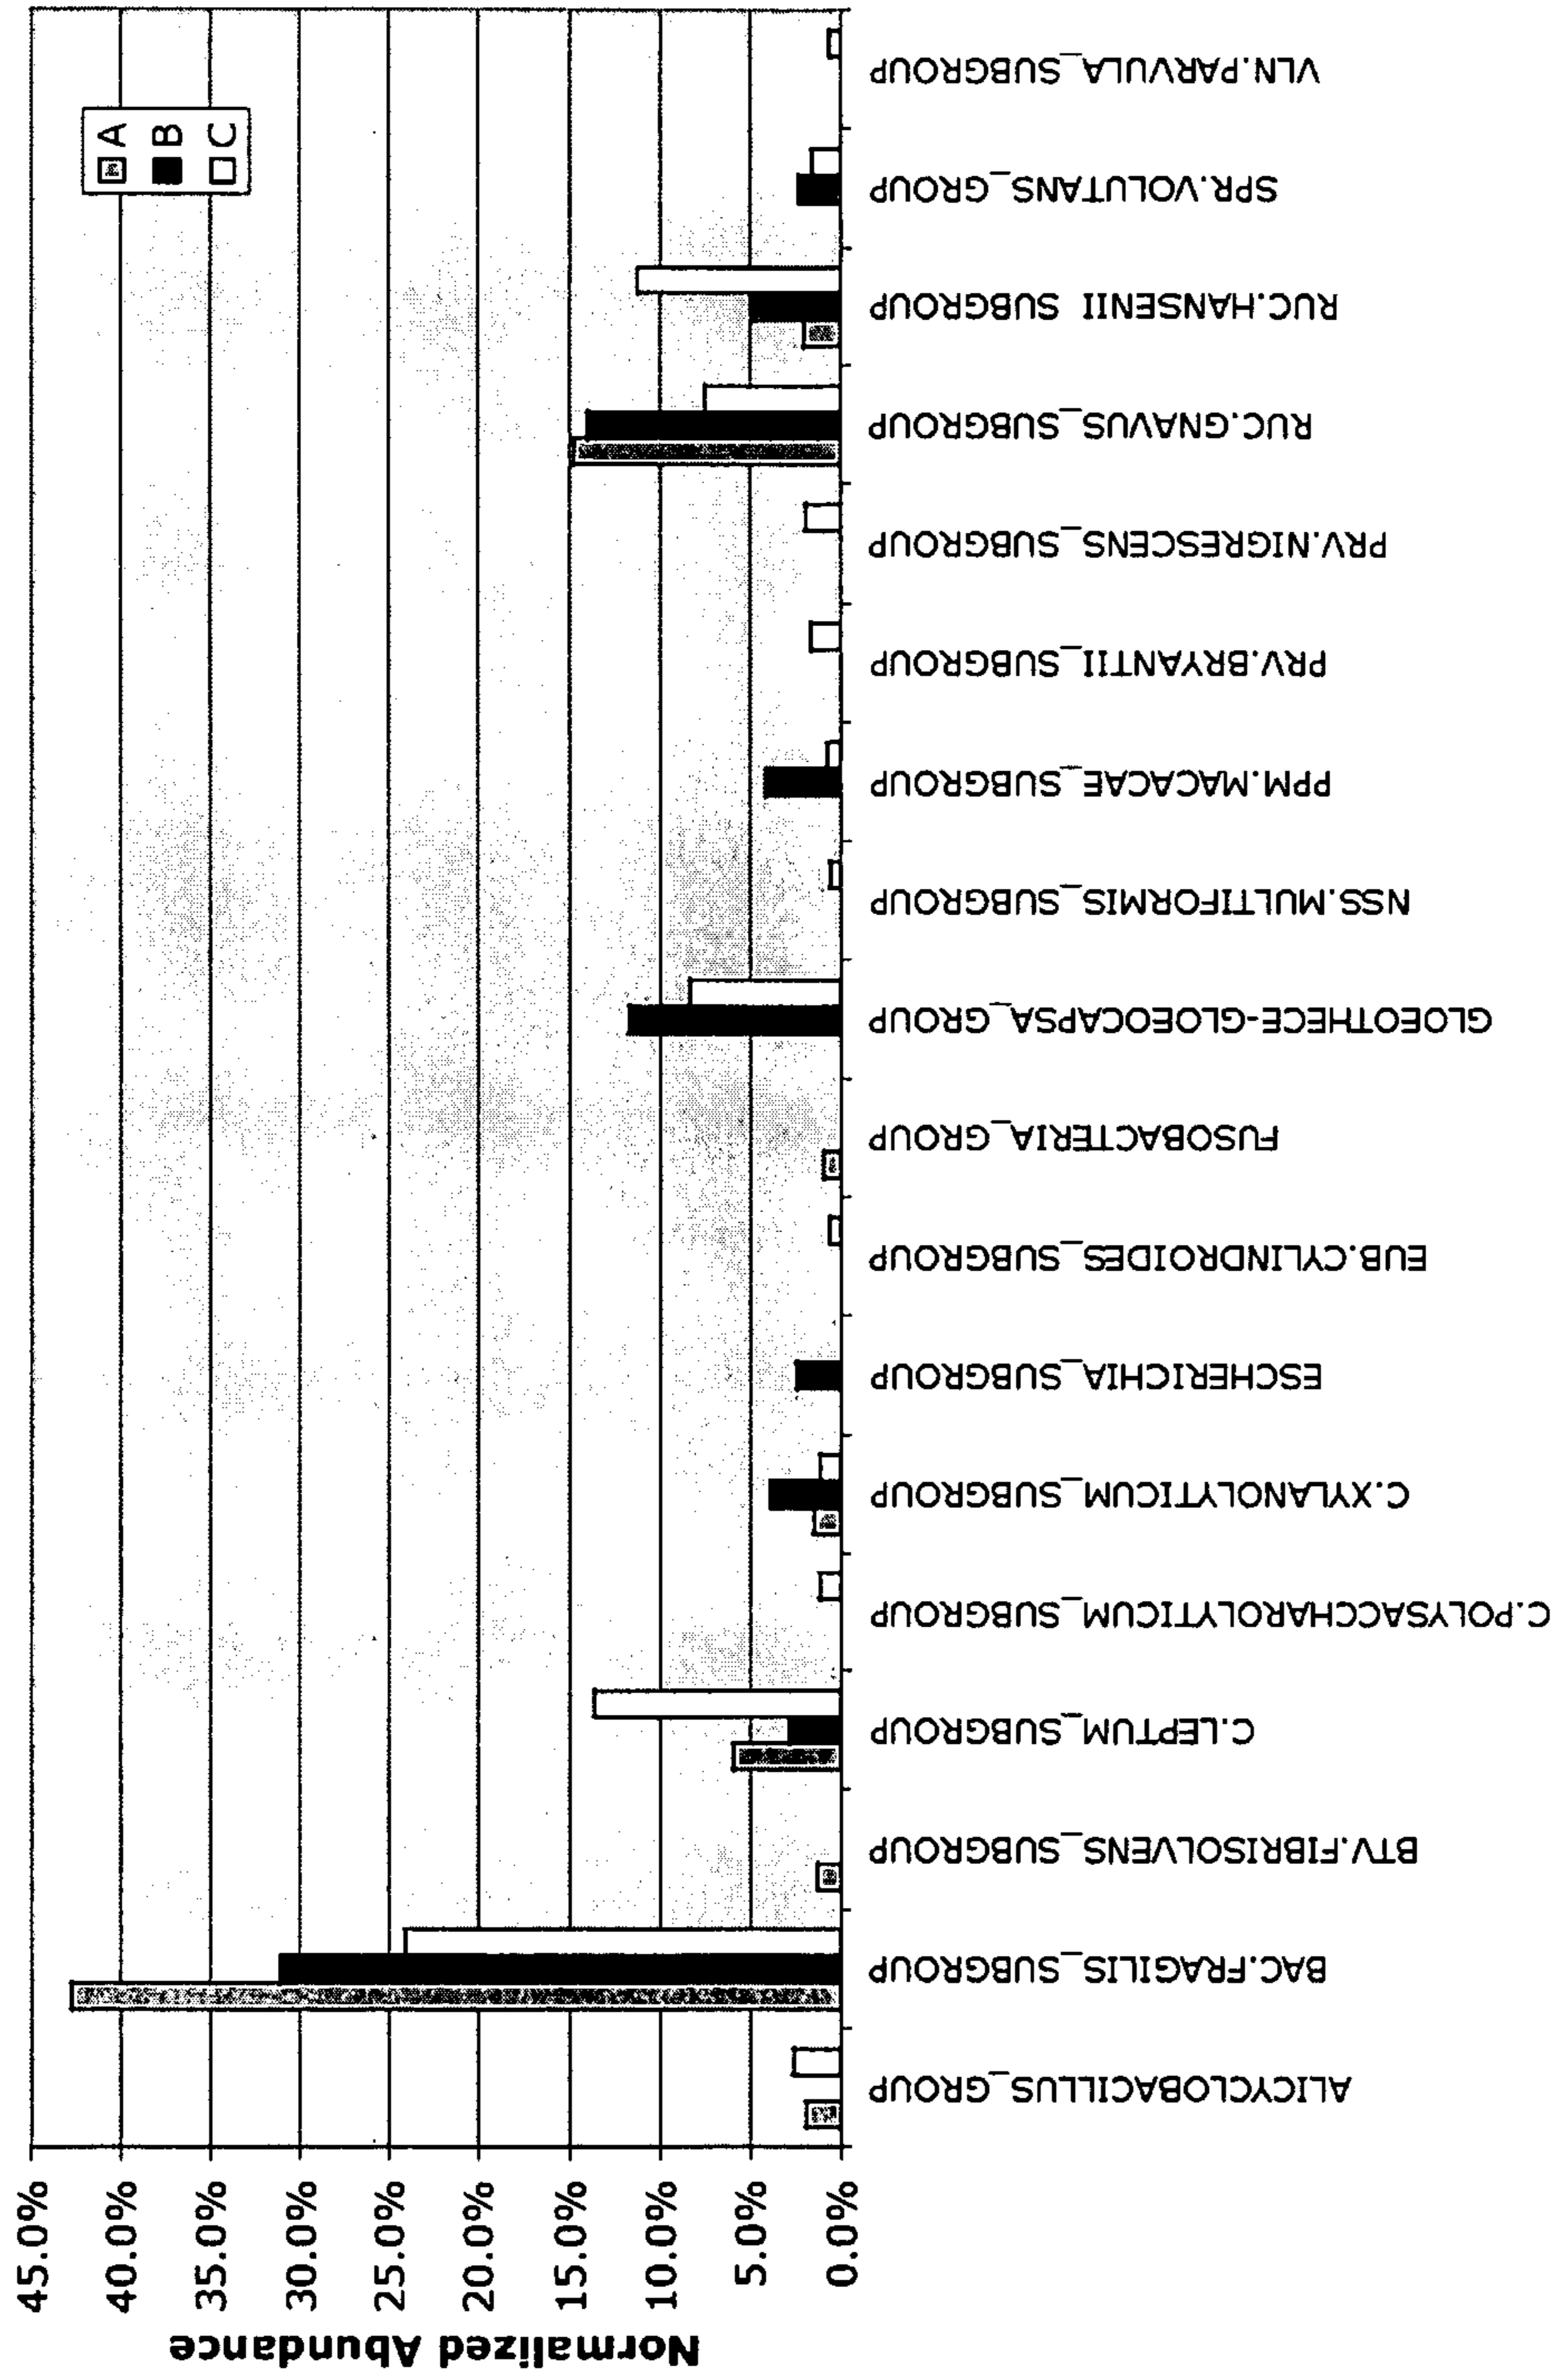 Normalized Abundance
45.0%
40.0%
35.0%
30.0%
25.0%
20.0%
15.0%
10.0%
5.0%
0.0%
A
B
C
ALICYCLOBACILLUS_GROUP
BAC.FRAGILIS_SUBGROUP
BTV.FIBRISOLVENS_SUBGROUP
C.LEPTUM_SUBGROUP
C.POLYSACCHAROLYTICUM_SUBGROUP
C.XYLANOLYTICUM_SUBGROUP
ESCHERICHIA_SUBGROUP
EUB.CYLINDROIDES_SUBGROUP
FUSOBACTERIA_GROUP
GLOEOTHECE-GLOEOCAPSA_GROUP
NSS.MULTIFORMIS_SUBGROUP
PPM.MACACAE_SUBGROUP
PRV.BRYANTII_SUBGROUP
PRV.NIGRESCENS_SUBGROUP
RUC.GNAVUS_SUBGROUP
RUC.HANSENII SUBGROUP
SPR.VOLUTANS_GROUP
VLN.PARVULA_SUBGROUP